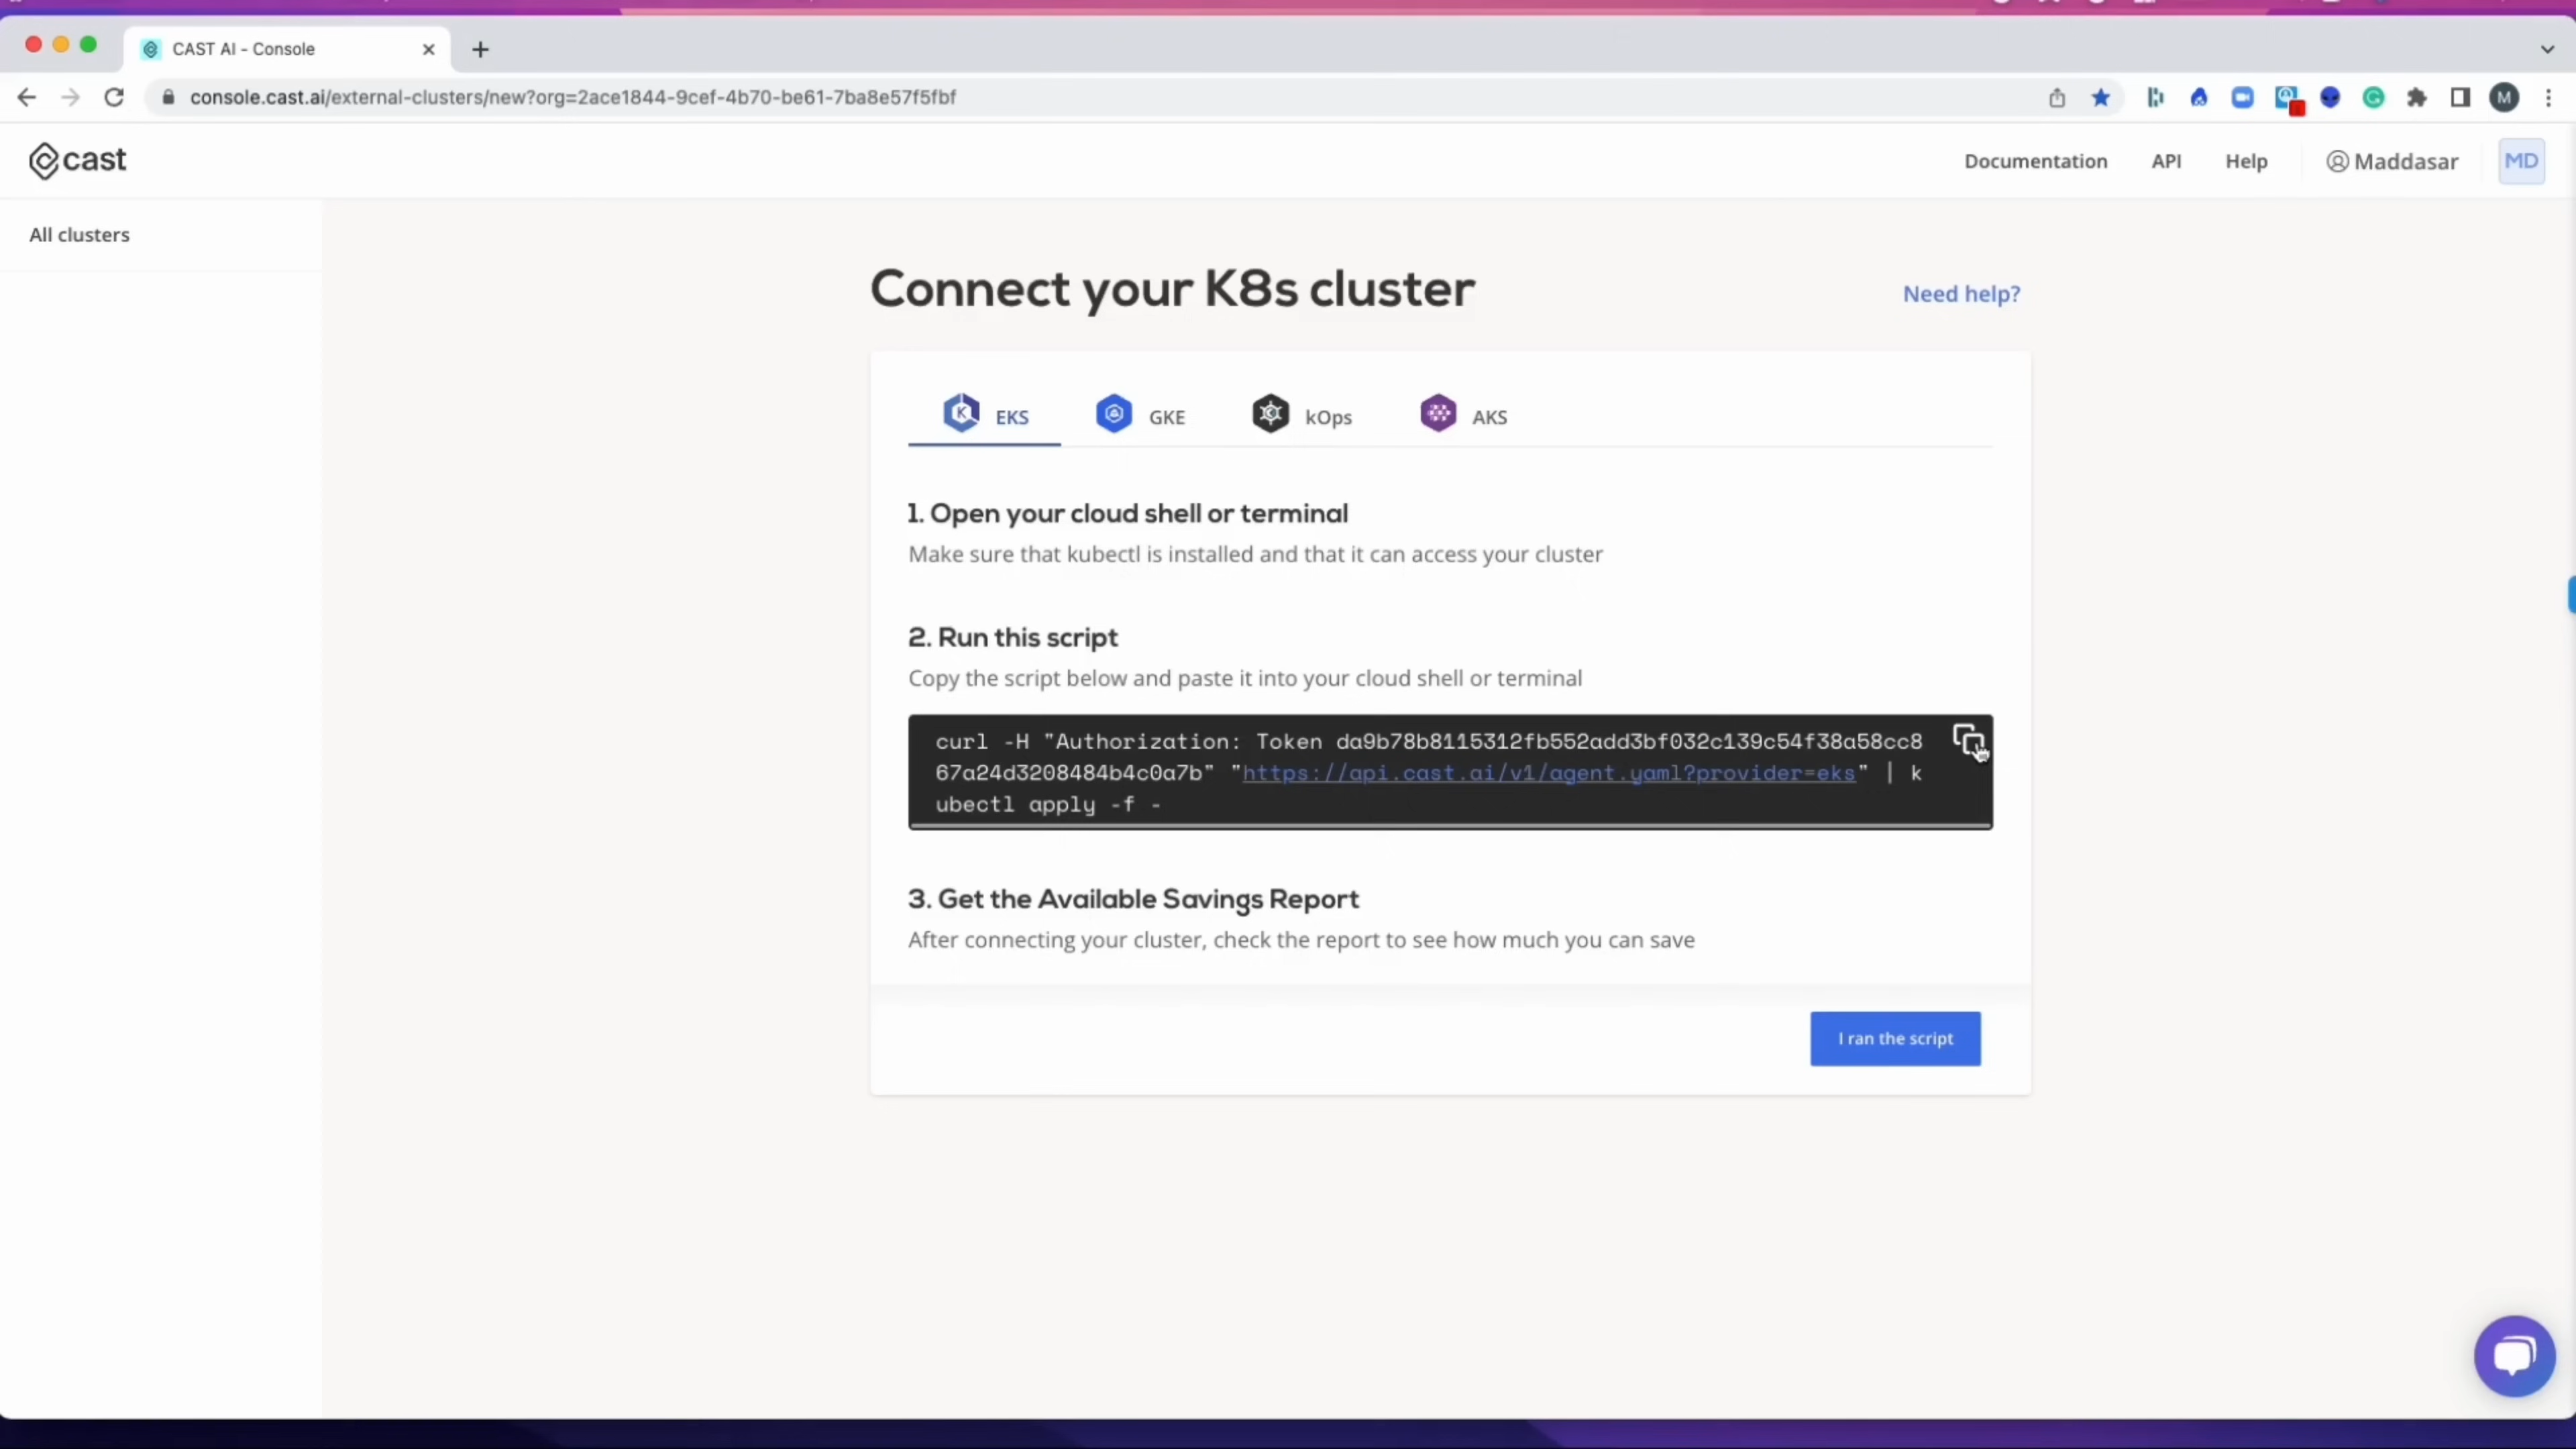 CAST AI - Console
console.cast.ai/external-clusters/new?org=2ace1844-9cef-4b70-be61-7ba8e57f5fbf
M
cast
Documentation
API
Help
Maddasar
MD
All clusters
Connect your K8s cluster
Need help?
EKS
GKE
kOps
AKS
1. Open your cloud shell or terminal
Make sure that kubectl is installed and that it can access your cluster
2. Run this script
Copy the script below and paste it into your cloud shell or terminal
curl -H "Authorization: Token da9b78b8115312fb552add3bf032c139c54f38a58cc8
67a24d3208484b4c0a7b" "https://api.cast.ai/v1/agent.yaml?provider=eks" | k
ubectl apply -f -
3. Get the Available Savings Report
After connecting your cluster, check the report to see how much you can save
I ran the script